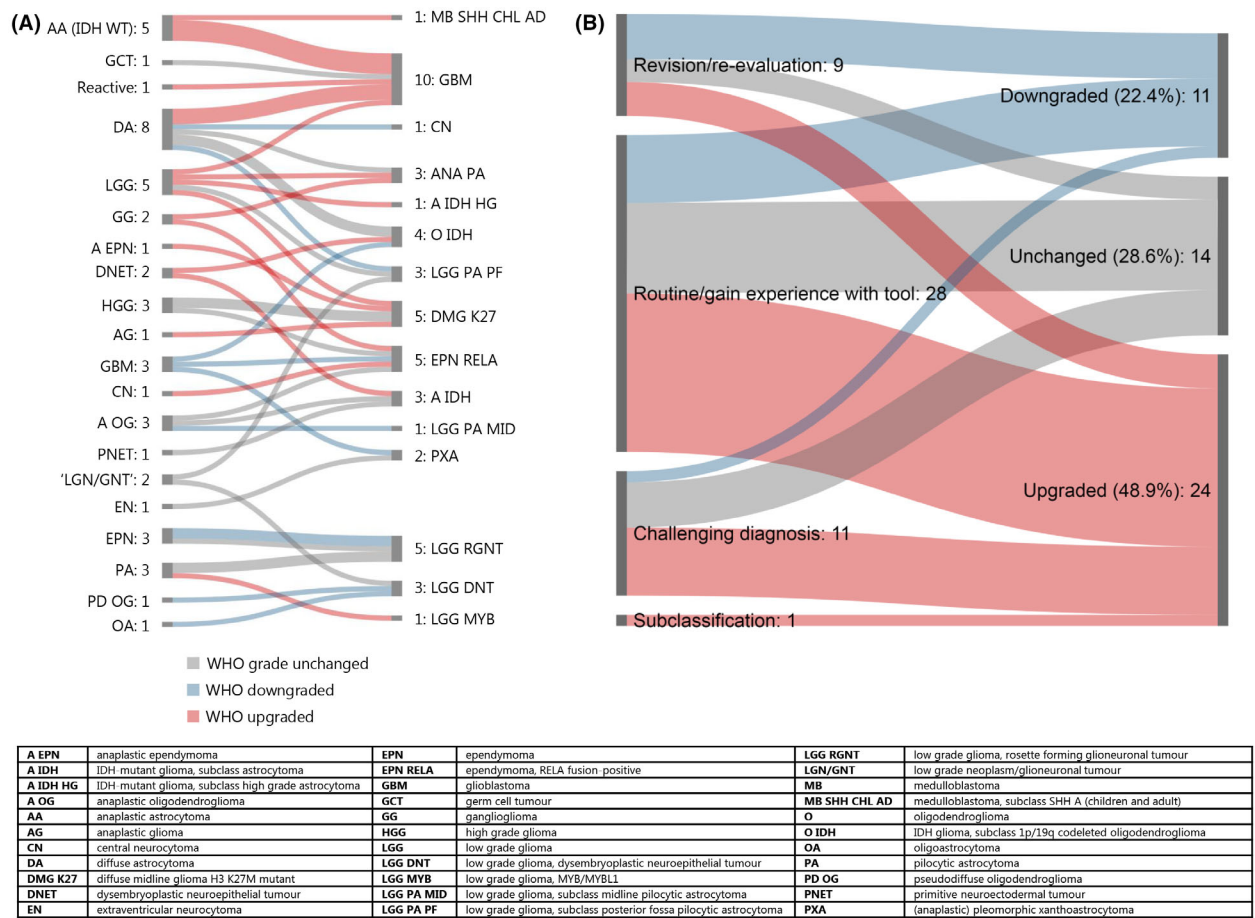 (A)
AA (IDH WT): 5
GCT: 1
Reactive: 1
DA: 8
LGG: 5
GG: 2
A EPN: 1
DNET: 2
HGG: 3
AG: 1
GBM: 3
CN: 1
A OG: 3
PNET: 1
'LGN/GNT': 2
EN: 1
EPN: 3
PA: 3
PD OG: 1
OA: 1
1: MB SHH CHL AD
10: GBM
1: CN
3: ANA PA
1: A IDH HG
4: O IDH
3: LGG PA PF
5: DMG K27
5: EPN RELA
3: A IDH
1: LGG PA MID
2: PXA
5: LGG RGNT
3: LGG DNT
1: LGG MYB
WHO grade unchanged
WHO downgraded
WHO upgraded
(B)
Revision/re-evaluation: 9
Routine/gain experience with tool: 28
Challenging diagnosis: 11
Subclassification: 1
Downgraded (22.4%): 11
Unchanged (28.6%): 14
Upgraded (48.9%): 24
A EPN anaplastic ependymoma EPN ependymoma LGG RGNT low grade glioma, rosette forming glioneuronal tumour
A IDH IDH-mutant glioma, subclass astrocytoma EPN RELA ependymoma, RELA fusion-positive LGN/GNT low grade neoplasm/glioneuronal tumour
A IDH HG IDH-mutant glioma, subclass high grade astrocytoma GBM glioblastoma MB medulloblastoma
A OG anaplastic oligodendroglioma GCT germ cell tumour MB SHH CHL AD medulloblastoma, subclass SHH A (children and adult)
AA anaplastic astrocytoma GG ganglioglioma O oligodendroglioma
AG anaplastic glioma HGG high grade glioma O IDH IDH glioma, subclass 1p/19q codeleted oligodendroglioma
CN central neurocytoma LGG low grade glioma OA oligoastrocytoma
DA diffuse astrocytoma LGG DNT low grade glioma, dysembryoplastic neuroepithelial tumour PA pilocytic astrocytoma
DMG K27 diffuse midline glioma H3 K27M mutant LGG MYB low grade glioma, MYB/MYBL1 PD OG pseudodiffuse oligodendroglioma
DNET dysembryoplastic neuroepithelial tumour LGG PA MID low grade glioma, subclass midline pilocytic astrocytoma PNET primitive neuroectodermal tumour
EN extraventricular neurocytoma LGG PA PF low grade glioma, subclass posterior fossa pilocytic astrocytoma PXA (anaplastic) pleomorphic xanthoastrocytoma